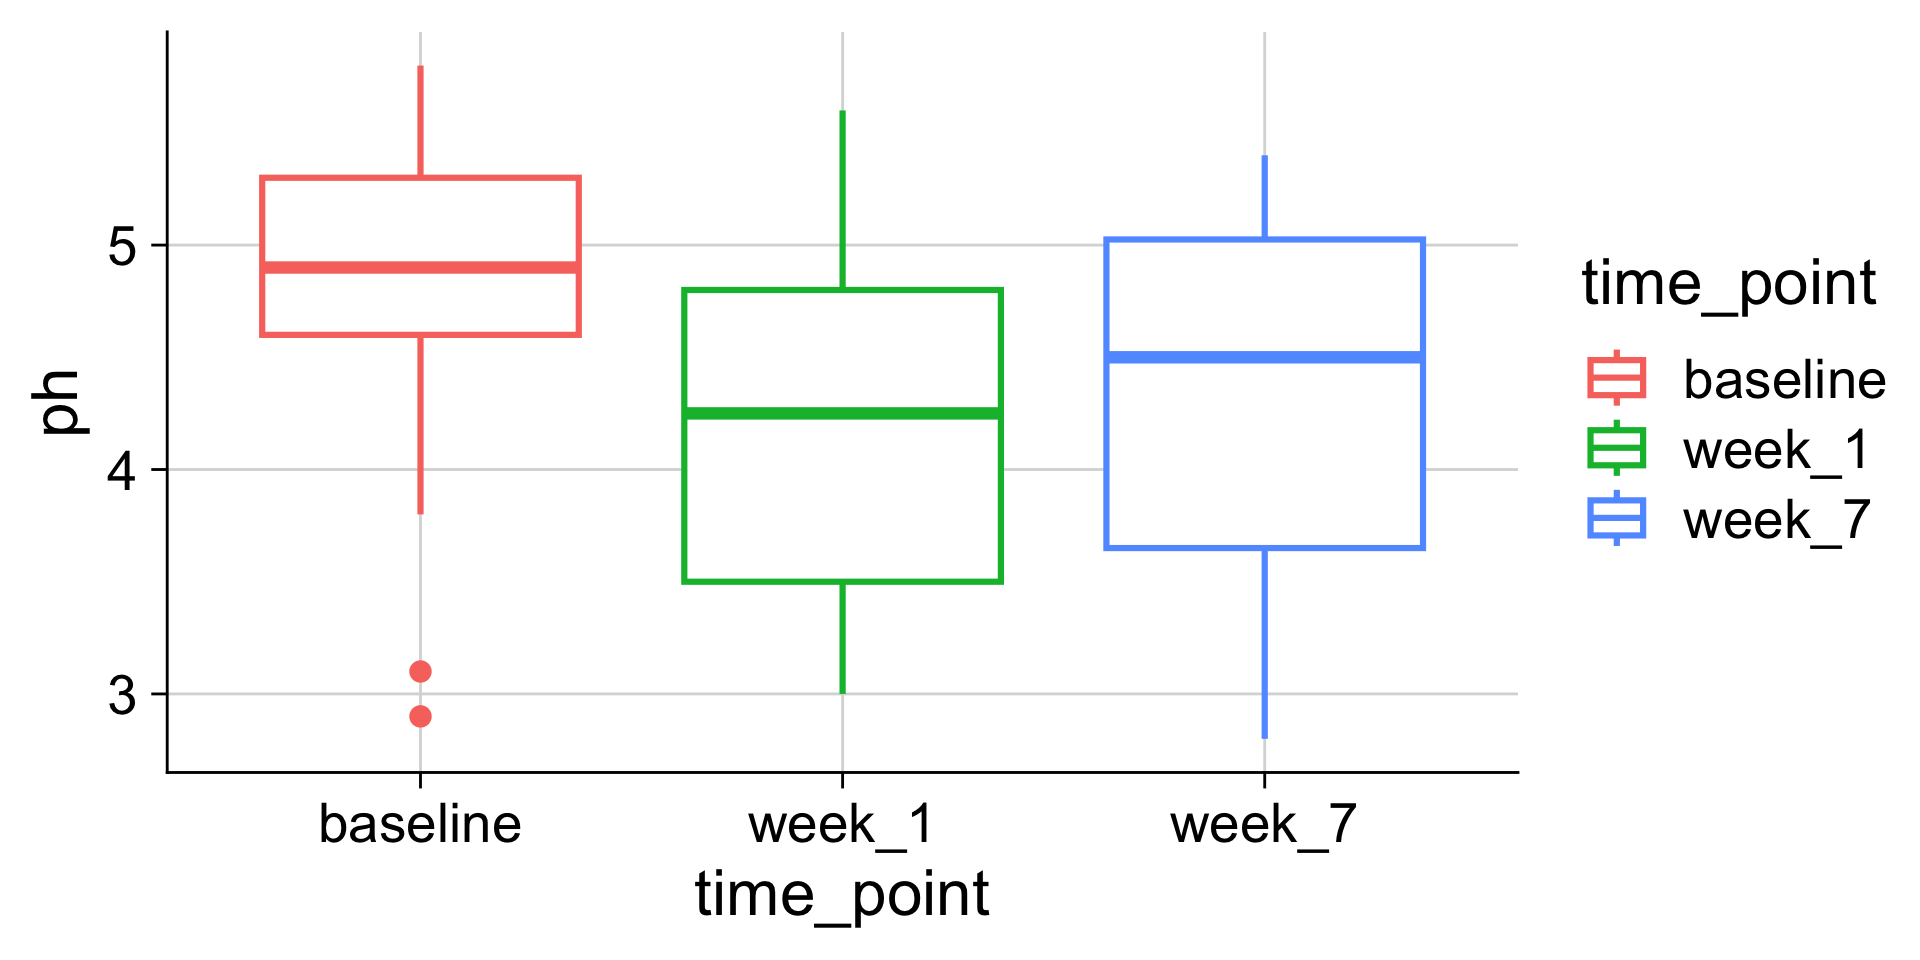 ph
5
4
3
baseline week_1 week_7
time_point
time_point
baseline
week_1
week_7